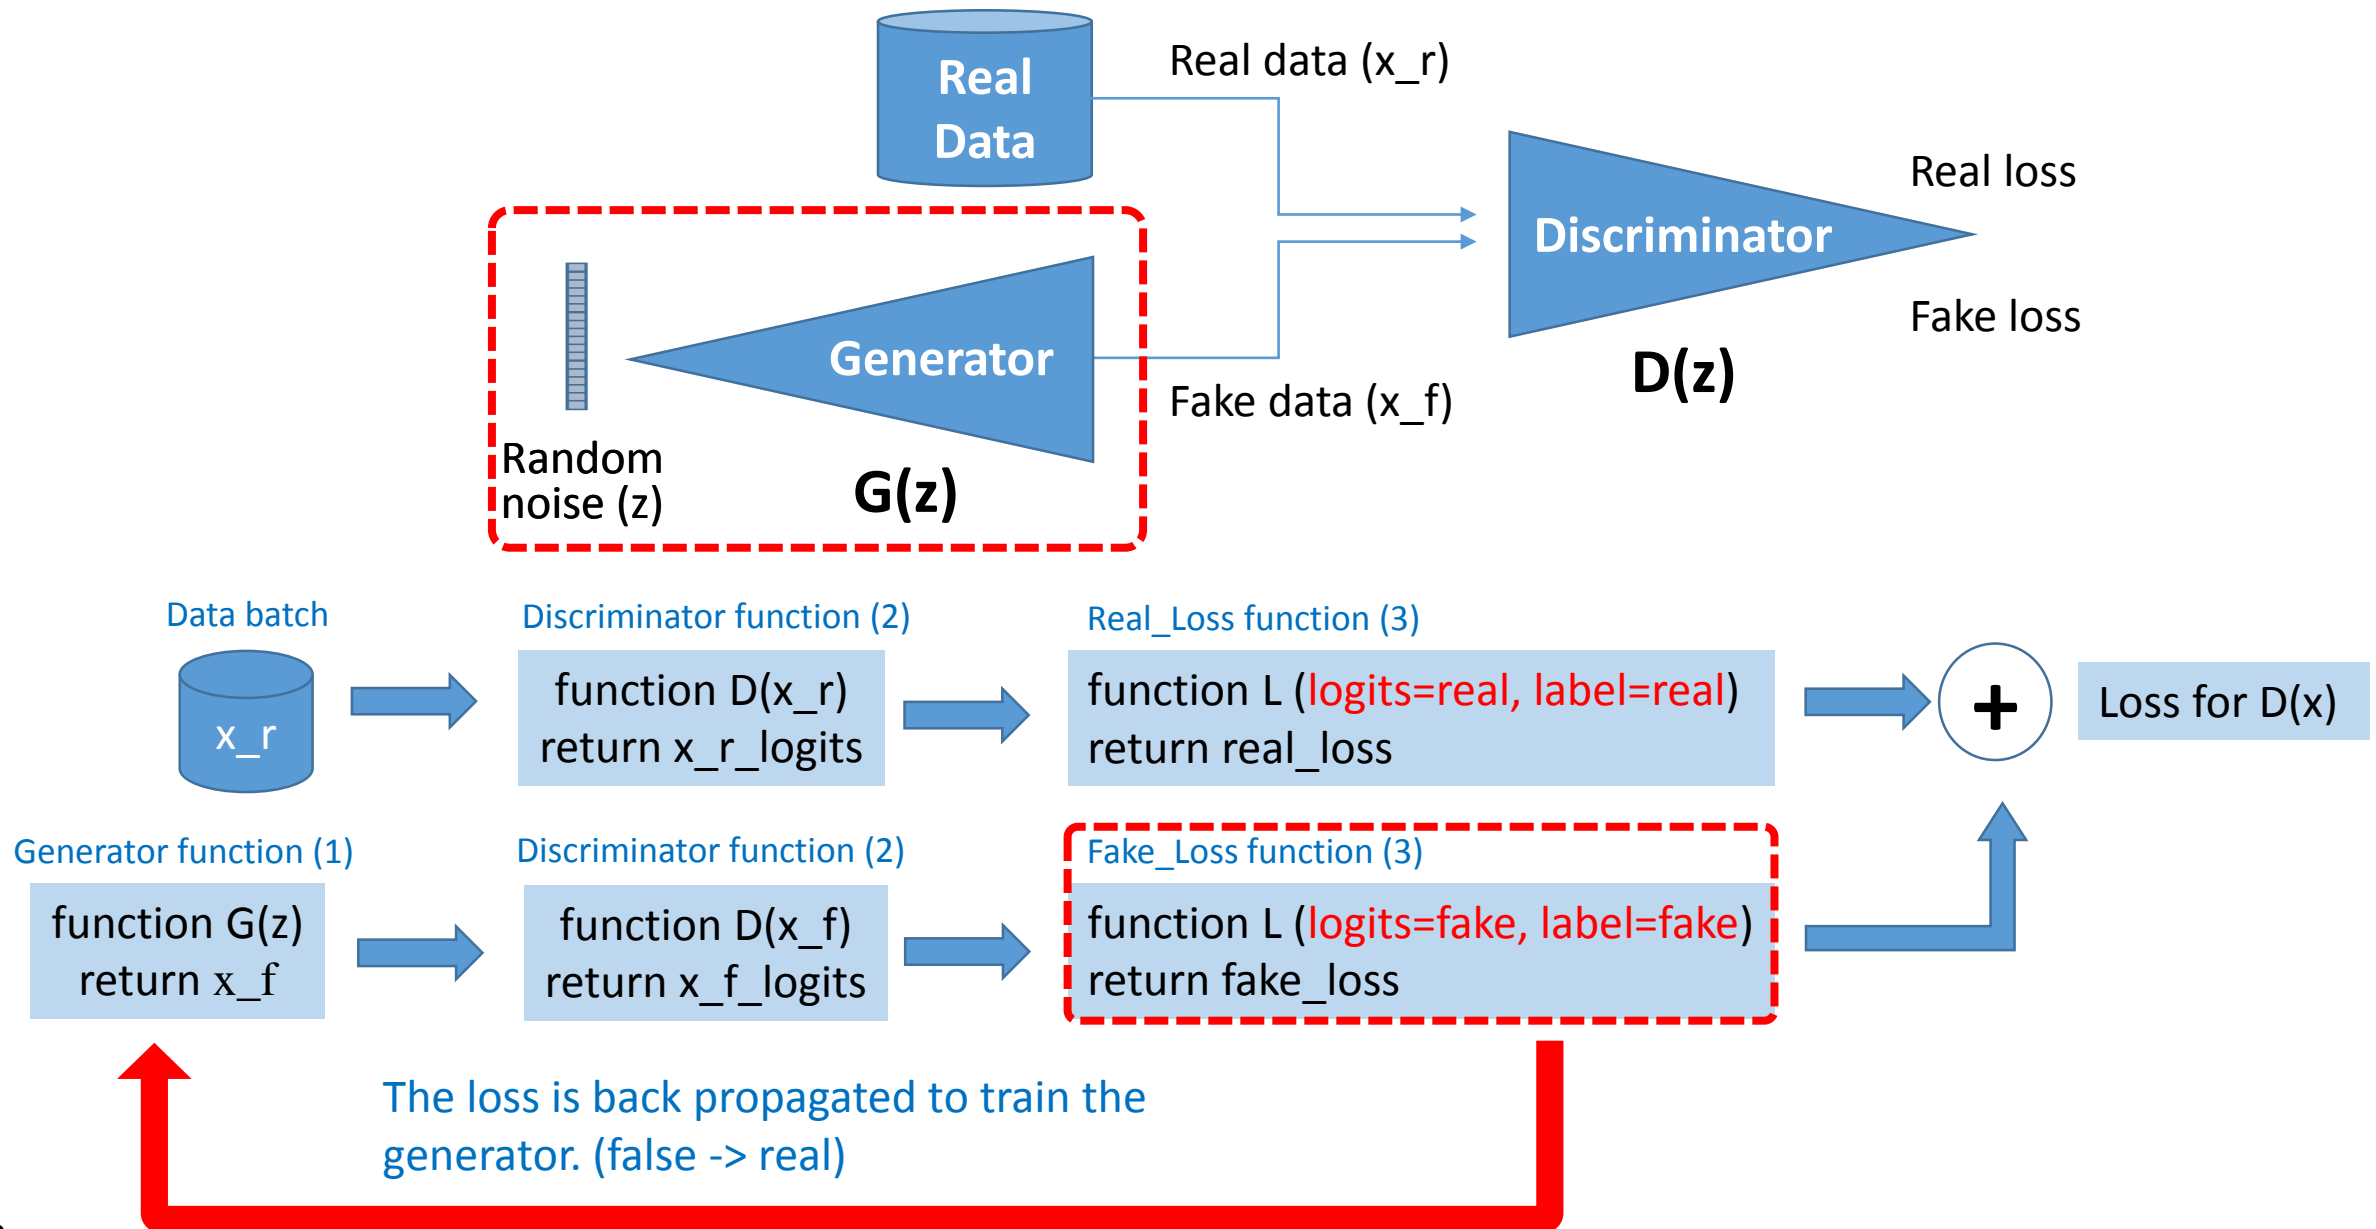 Real
Data
Real data (x_r)
Discriminator
Real loss
Fake loss
D(z)
Generator
Fake data (x_f)
Random
noise (z)
G(z)
Data batch
x_r
Discriminator function (2)
function D(x_r)
return x_r_logits
Real_Loss function (3)
function L (logits=real, label=real)
return real_loss
+
Loss for D(x)
Generator function (1)
function G(z)
return x_f
Discriminator function (2)
function D(x_f)
return x_f_logits
Fake_Loss function (3)
function L (logits=fake, label=fake)
return fake_loss
The loss is back propagated to train the
generator. (false -> real)